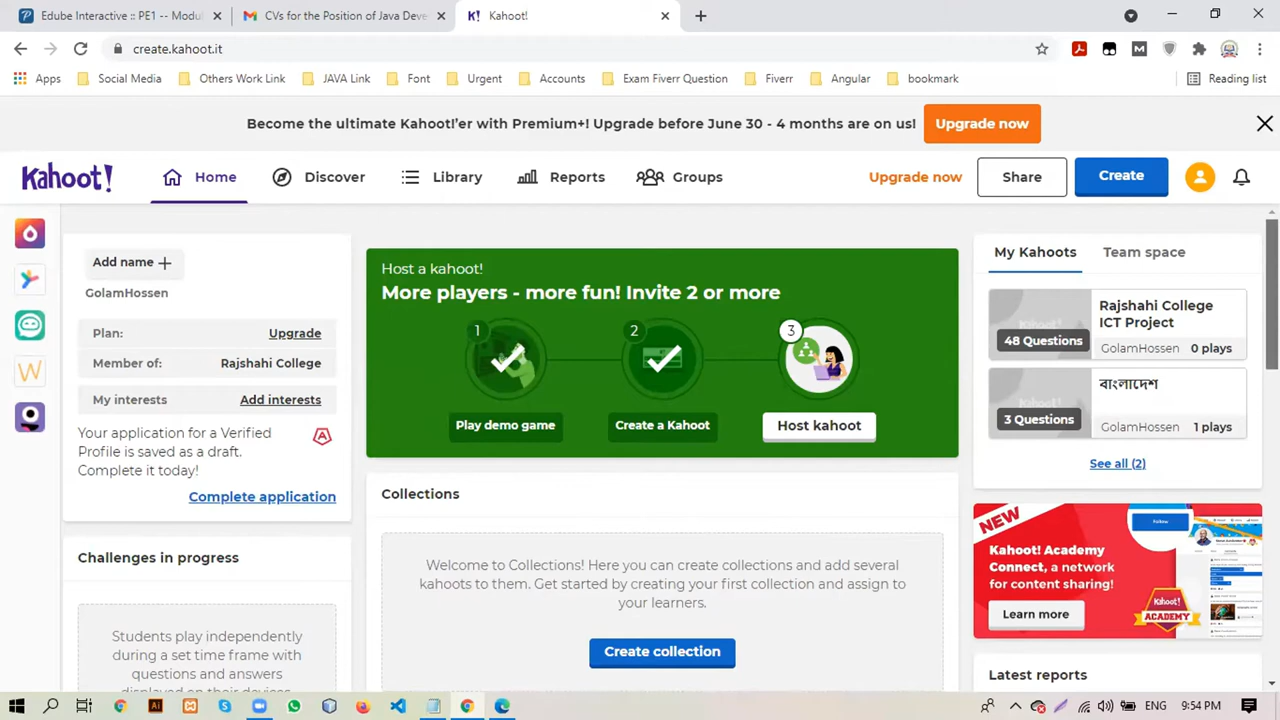 Edube Interactive :: PE1 -- Modul
CVs for the Position of Java Deve
K! Kahoot!
create.kahoot.it
Apps
Social Media
Others Work Link
JAVA Link
Font
Urgent
Accounts
Exam Fiverr Question
Fiverr
Angular
bookmark
Reading list
Become the ultimate Kahoot!'er with Premium+! Upgrade before June 30 - 4 months are on us!
Upgrade now
Kahoot!
Home
Discover
Library
Reports
Groups
Upgrade now
Share
Create
Add name +
GolamHossen
Plan: Upgrade
Member of: Rajshahi College
My interests Add interests
Your application for a Verified
Profile is saved as a draft.
Complete it today!
Complete application
Challenges in progress
Students play independently
during a set time frame with
questions and answers
displayed on their devices
Host a kahoot!
More players - more fun! Invite 2 or more
1
2
3
Play demo game
Create a Kahoot
Host kahoot
Collections
Welcome to Collections! Here you can create collections and add several
kahoots to them. Get started by creating your first collection and assign to
your learners.
Create collection
My Kahoots
Team space
48 Questions
Rajshahi College
ICT Project
GolamHossen 0 plays
3 Questions
বাংলাদেশ
GolamHossen 1 plays
See all (2)
NEW
Kahoot! Academy
Connect, a network
for content sharing!
Learn more
Follow
Kahoot!
ACADEMY
Latest reports
ENG
9:54 PM